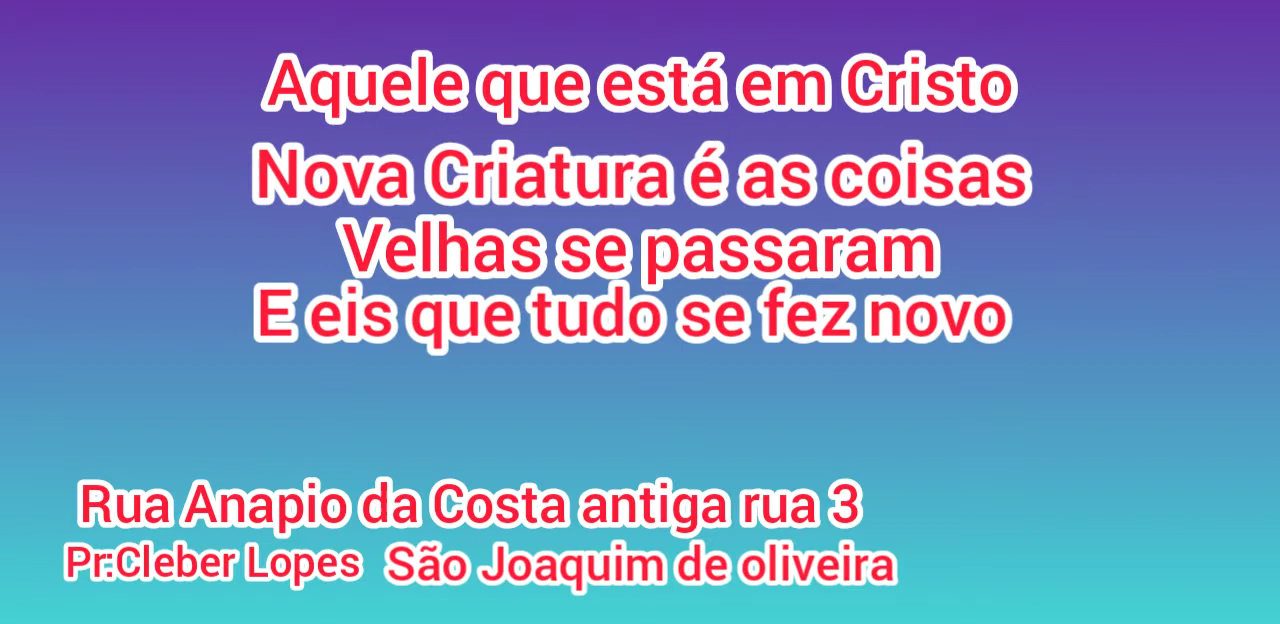 Aquele que está em Cristo
Nova Criatura é as coisas
Velhas se passaram
E eis que tudo se fez novo
Rua Anapio da Costa antiga rua 3
Pr:Cleber Lopes São Joaquim de oliveira